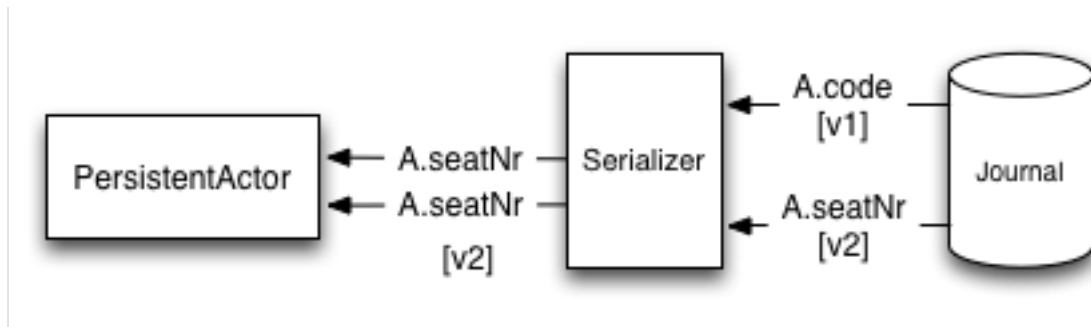 PersistentActor
A.seatNr
A.seatNr
[v2]
Serializer
A.code
[v1]
A.seatNr
[v2]
Journal